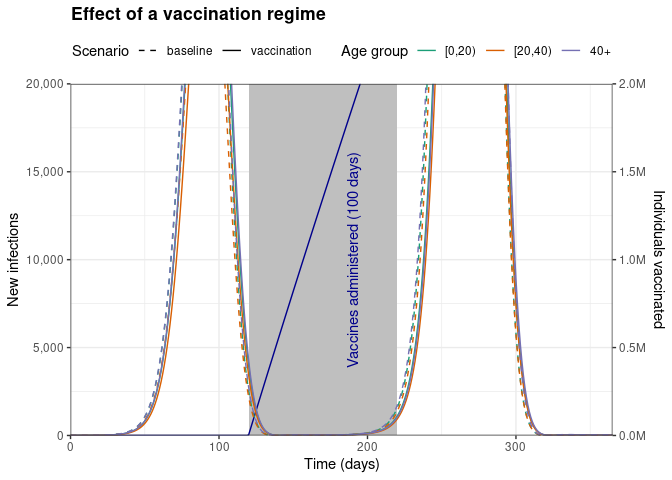 Effect of a vaccination regime
Scenario baseline vaccination Age group [0,20) [20,40) 40+
20,000
15,000
10,000
5,000
0
New infections
2.0M
1.5M
1.0M
0.5M
0.0M
Individuals vaccinated
Vaccines administered (100 days)
0 100 200 300
Time (days)